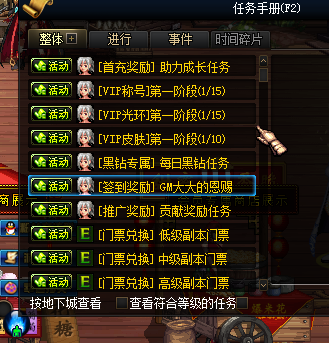 任务手册(F2)
整体 进行 事件 时间碎片
活动 [首充奖励] 助力成长任务
活动 [VIP称号]第一阶段(1/15)
活动 [VIP光环]第一阶段(1/15)
活动 [VIP皮肤]第一阶段(1/10)
活动 [黑钻专属] 每日黑钻任务
活动 [签到奖励] GM大大的恩赐
活动 [推广奖励] 贡献奖励任务
E [门票兑换] 低级副本门票
E [门票兑换] 中级副本门票
E [门票兑换] 高级副本门票
按地下城查看 查看符合等级的任务
糖